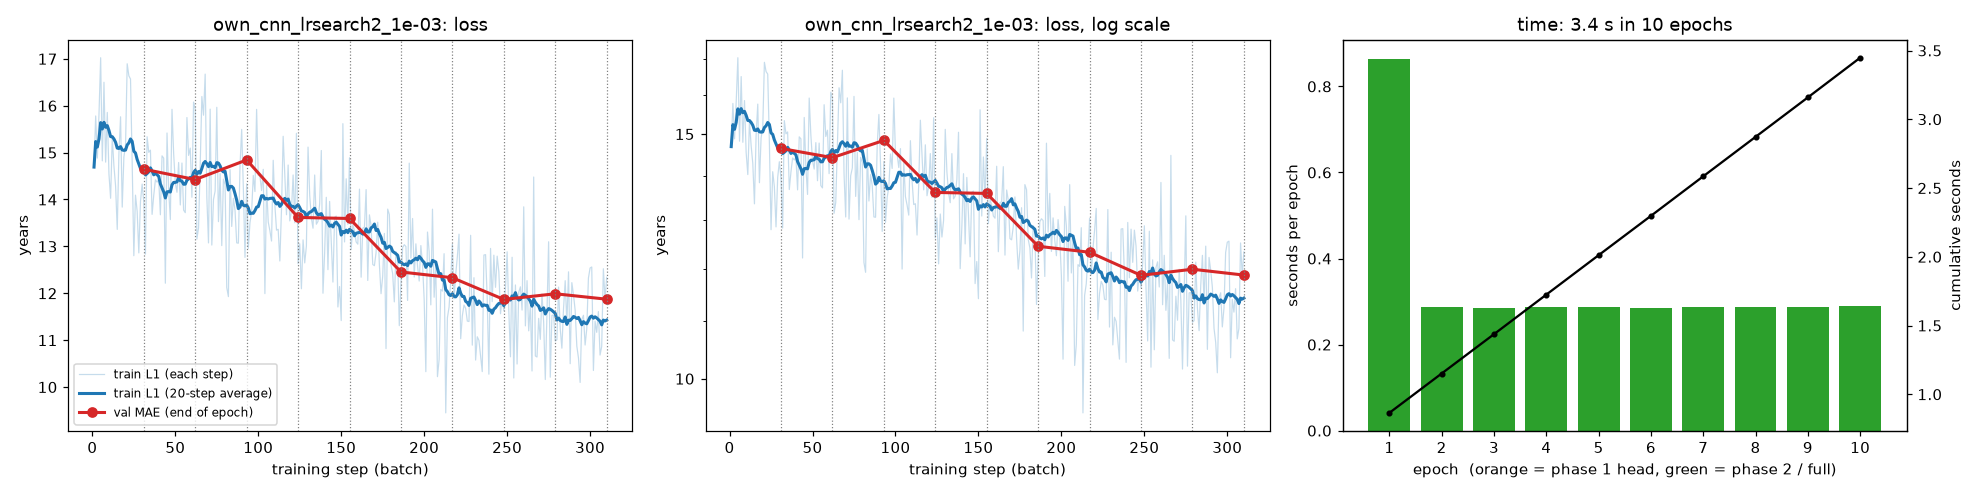 own_cnn_lrsearch2_1e-03: loss
17
16
15
14
13
12
11
10
years
train L1 (each step)
train L1 (20-step average)
val MAE (end of epoch)
0 50 100 150 200 250 300
training step (batch)
own_cnn_lrsearch2_1e-03: loss, log scale
15
10
years
0 50 100 150 200 250 300
training step (batch)
time: 3.4 s in 10 epochs
0.8
0.6
0.4
0.2
0.0
seconds per epoch
3.5
3.0
2.5
2.0
1.5
1.0
cumulative seconds
1 2 3 4 5 6 7 8 9 10
epoch (orange = phase 1 head, green = phase 2 / full)